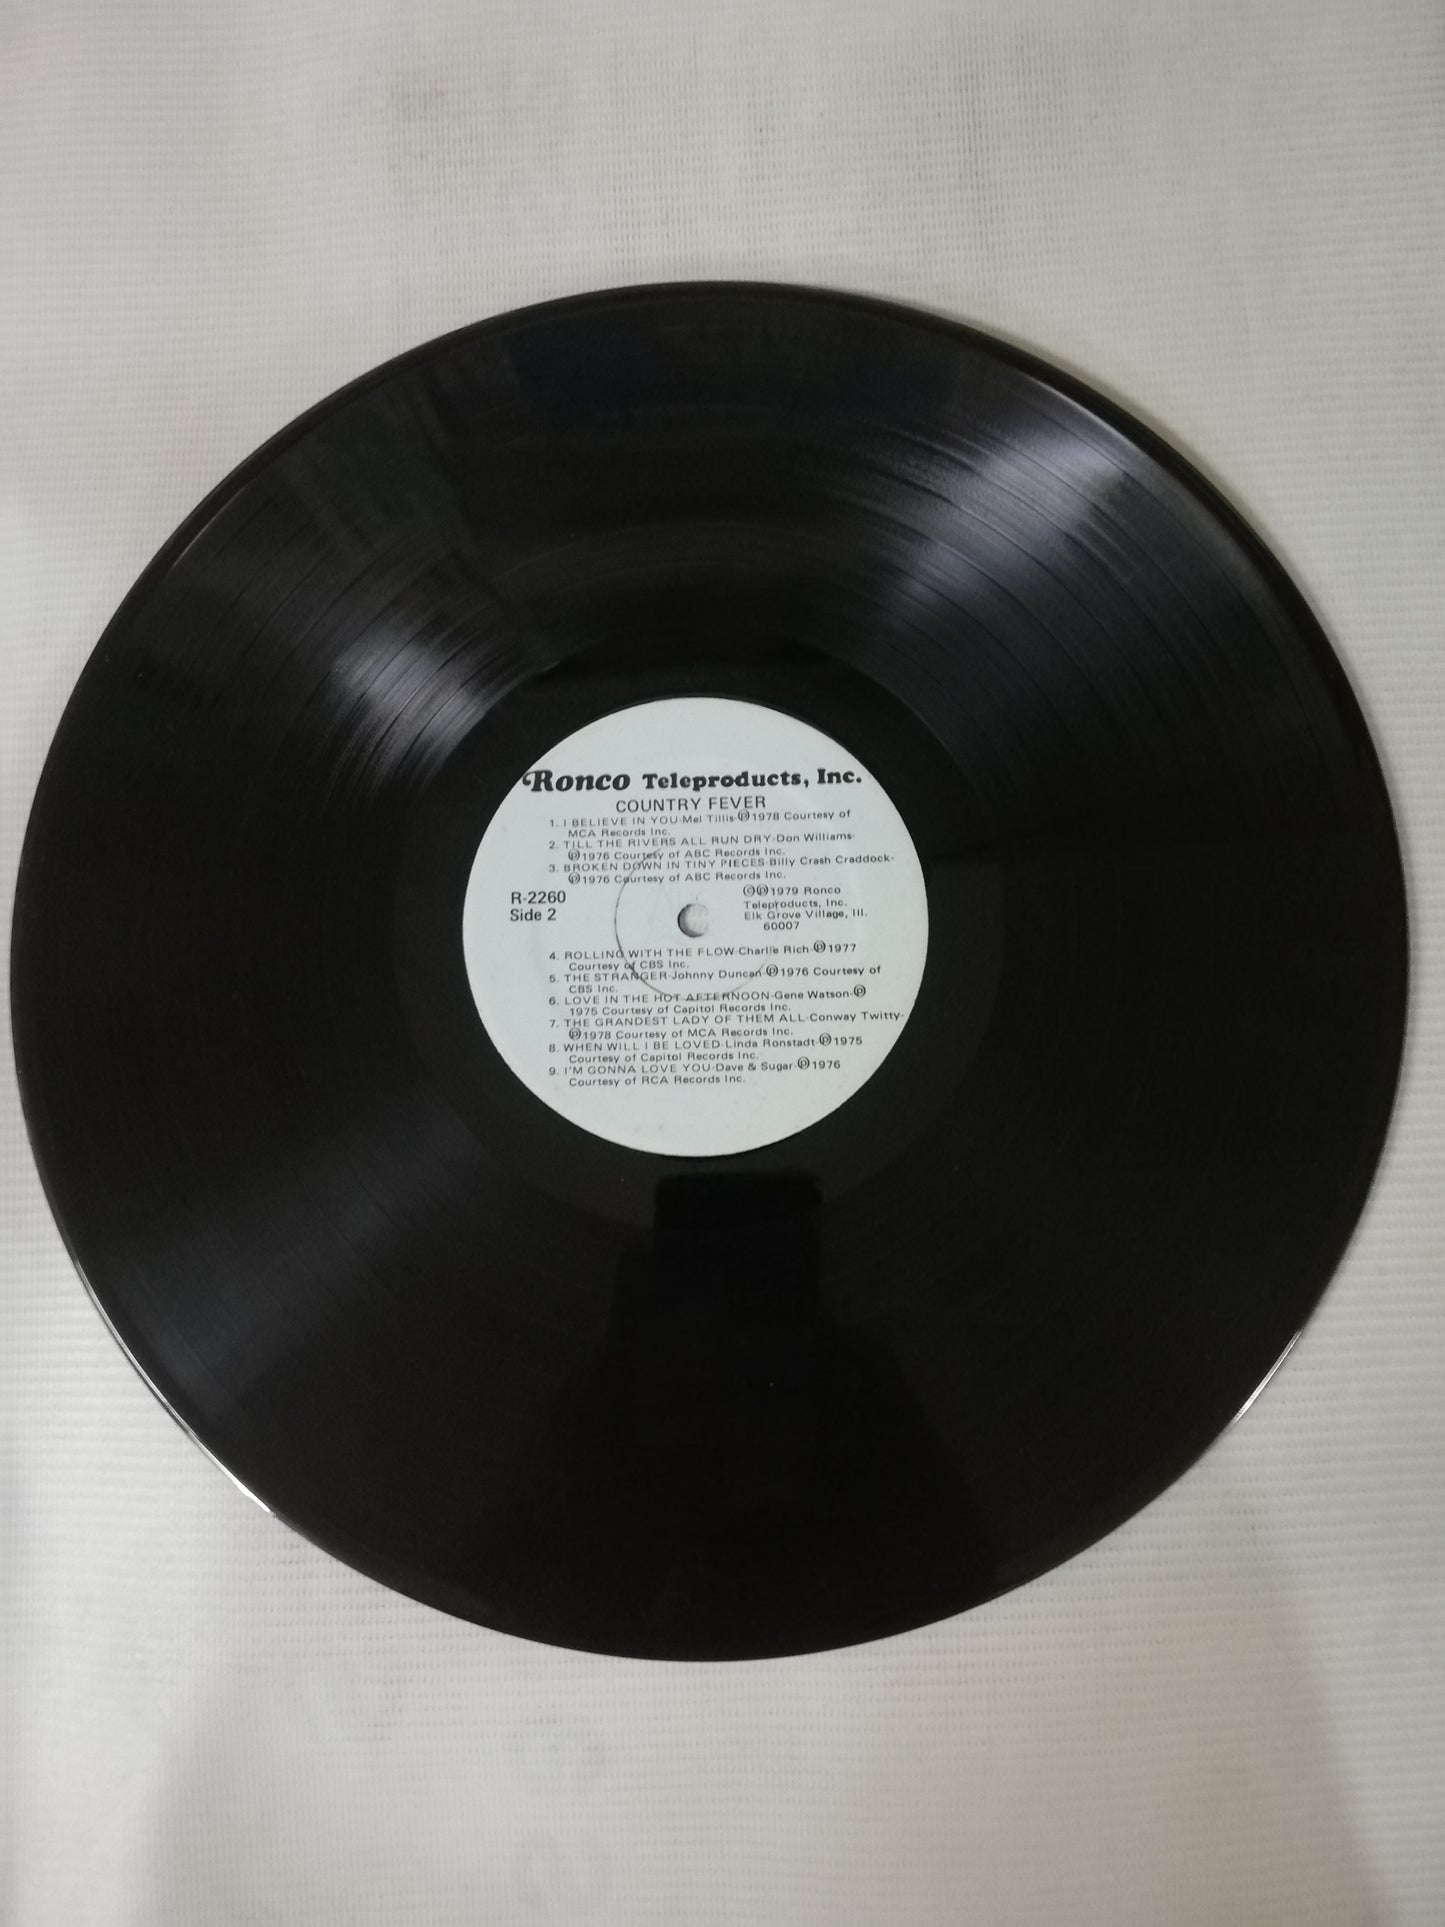 Ronco Teleproducts, Inc.
COUNTRY FEVER
1. I BELIEVE IN YOU-Mel Tillis-℗1978 Courtesy of
MCA Records Inc.
2. TILL THE RIVERS ALL RUN DRY-Don Williams-
℗1976 Courtesy of ABC Records Inc.
3. BROKEN DOWN IN TINY PIECES-Billy Crash Craddock-
℗1976 Courtesy of ABC Records Inc.
R-2260
Side 2
©℗1979 Ronco
Teleproducts, Inc.
Elk Grove Village, Ill.
60007
4. ROLLING WITH THE FLOW-Charlie Rich-℗1977
Courtesy of CBS Inc.
5. THE STRANGER-Johnny Duncan-℗1976 Courtesy of
CBS Inc.
6. LOVE IN THE HOT AFTERNOON-Gene Watson-℗
1975 Courtesy of Capitol Records Inc.
7. THE GRANDEST LADY OF THEM ALL-Conway Twitty-
℗1978 Courtesy of MCA Records Inc.
8. WHEN WILL I BE LOVED-Linda Ronstadt-℗1975
Courtesy of Capitol Records Inc.
9. I'M GONNA LOVE YOU-Dave & Sugar-℗1976
Courtesy of RCA Records Inc.